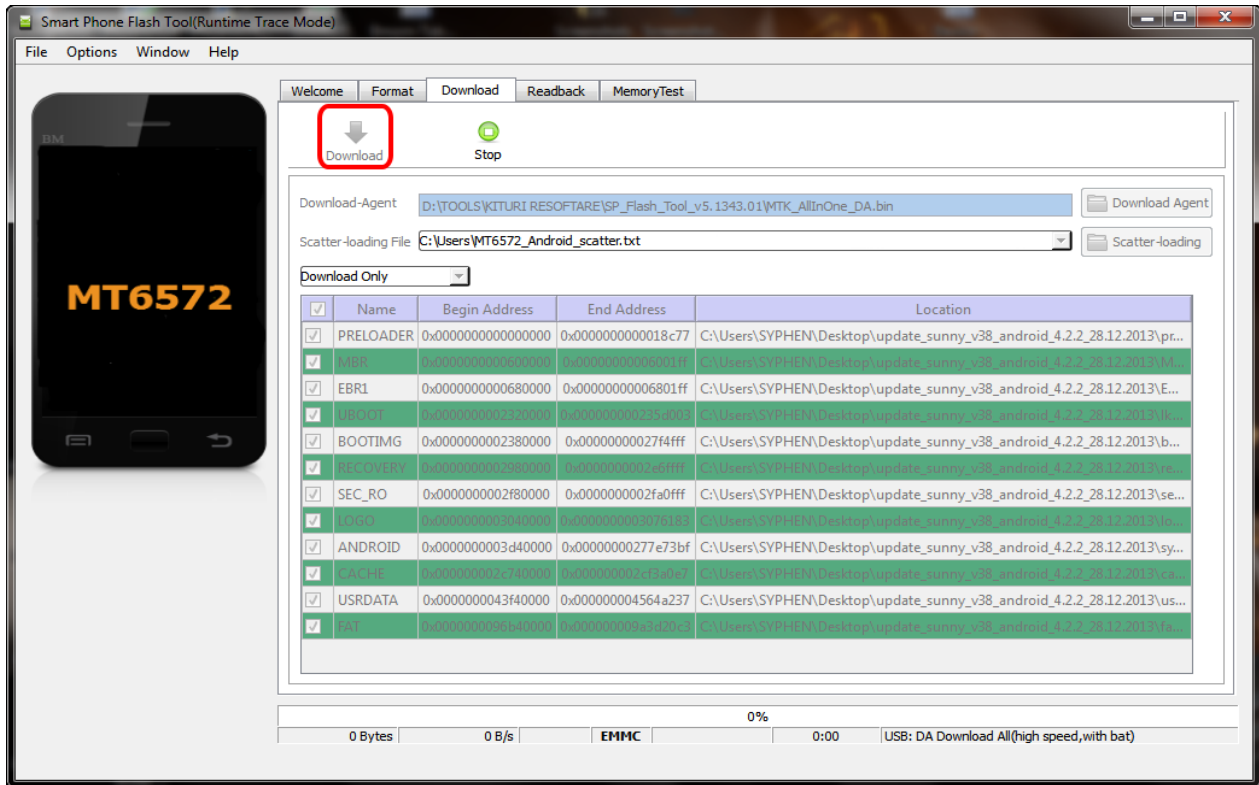 Smart Phone Flash Tool(Runtime Trace Mode)
File Options Window Help
Welcome Format Download Readback MemoryTest
BM
Download Stop
Download-Agent D:\TOOLS\KITURI RESOFTARE\SP_Flash_Tool_v5.1343.01\MTK_AllInOne_DA.bin Download Agent
Scatter-loading File C:\Users\MT6572_Android_scatter.txt Scatter-loading
Download Only
MT6572
Name Begin Address End Address Location
PRELOADER 0x0000000000000000 0x0000000000018c77 C:\Users\SYPHEN\Desktop\update_sunny_v38_android_4.2.2_28.12.2013\pr...
MBR 0x0000000000600000 0x00000000006001ff C:\Users\SYPHEN\Desktop\update_sunny_v38_android_4.2.2_28.12.2013\M...
EBR1 0x0000000000680000 0x00000000006801ff C:\Users\SYPHEN\Desktop\update_sunny_v38_android_4.2.2_28.12.2013\E...
UBOOT 0x0000000002320000 0x000000000235d003 C:\Users\SYPHEN\Desktop\update_sunny_v38_android_4.2.2_28.12.2013\lk...
BOOTIMG 0x0000000002380000 0x00000000027f4fff C:\Users\SYPHEN\Desktop\update_sunny_v38_android_4.2.2_28.12.2013\b...
RECOVERY 0x0000000002980000 0x0000000002e6ffff C:\Users\SYPHEN\Desktop\update_sunny_v38_android_4.2.2_28.12.2013\re...
SEC_RO 0x0000000002f80000 0x0000000002fa0fff C:\Users\SYPHEN\Desktop\update_sunny_v38_android_4.2.2_28.12.2013\se...
LOGO 0x0000000003040000 0x0000000003076183 C:\Users\SYPHEN\Desktop\update_sunny_v38_android_4.2.2_28.12.2013\lo...
ANDROID 0x0000000003d40000 0x00000000277e73bf C:\Users\SYPHEN\Desktop\update_sunny_v38_android_4.2.2_28.12.2013\sy...
CACHE 0x000000002c740000 0x000000002cf3a0e7 C:\Users\SYPHEN\Desktop\update_sunny_v38_android_4.2.2_28.12.2013\ca...
USRDATA 0x0000000043f40000 0x000000004564a237 C:\Users\SYPHEN\Desktop\update_sunny_v38_android_4.2.2_28.12.2013\us...
FAT 0x0000000096b40000 0x000000009a3d20c3 C:\Users\SYPHEN\Desktop\update_sunny_v38_android_4.2.2_28.12.2013\fa...
0%
0 Bytes 0 B/s EMMC 0:00 USB: DA Download All(high speed,with bat)